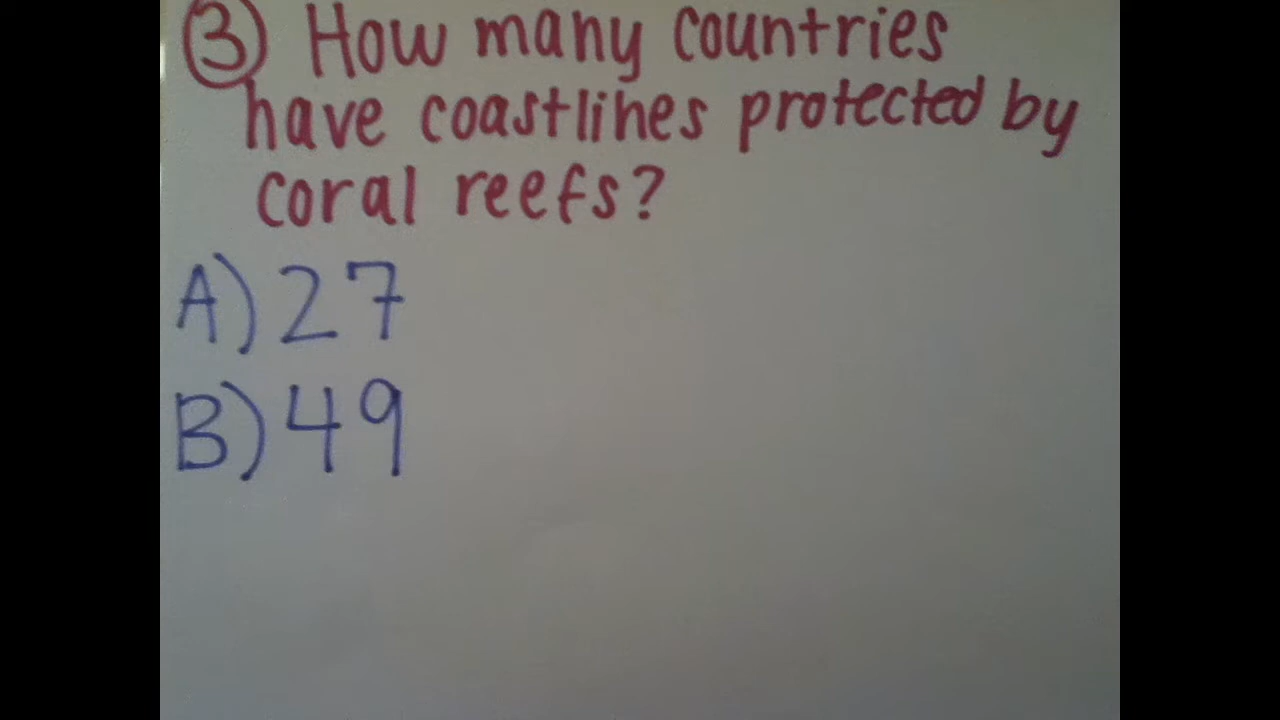 ③ How many countries
have coastlines protected by
coral reefs?
A) 27
B) 49